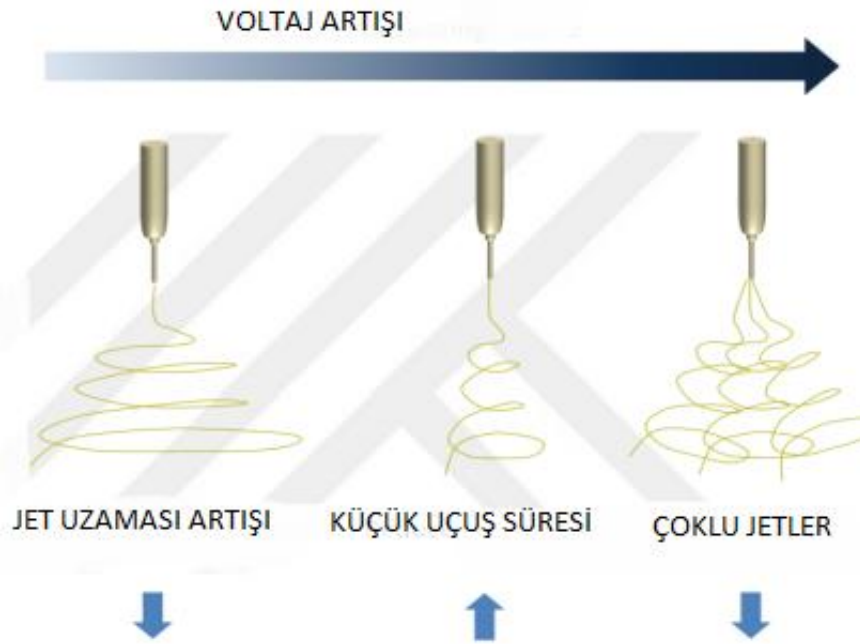 VOLTAJ ARTIŞI
JET UZAMASI ARTIŞI
KÜÇÜK UÇUŞ SÜRESİ
ÇOKLU JETLER